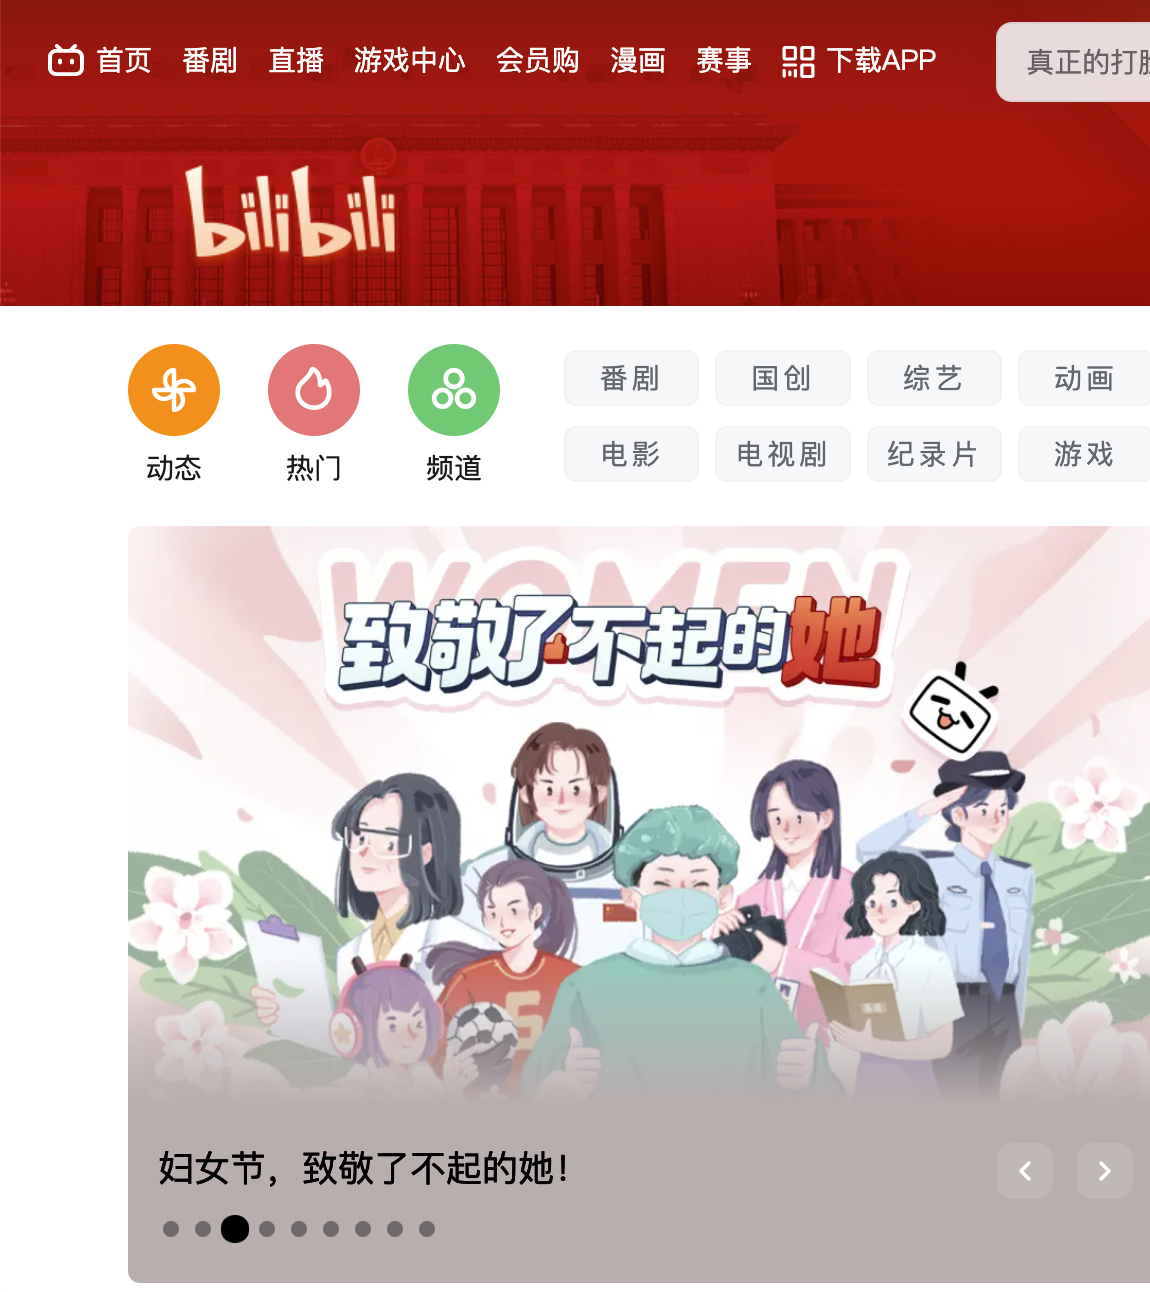 首页 番剧 直播 游戏中心 会员购 漫画 赛事 下载APP 真正的打
bilibili
番剧 国创 综艺 动画
动态 热门 频道
电影 电视剧 纪录片 游戏
WOMEN
致敬了不起的她
5
妇女节，致敬了不起的她！